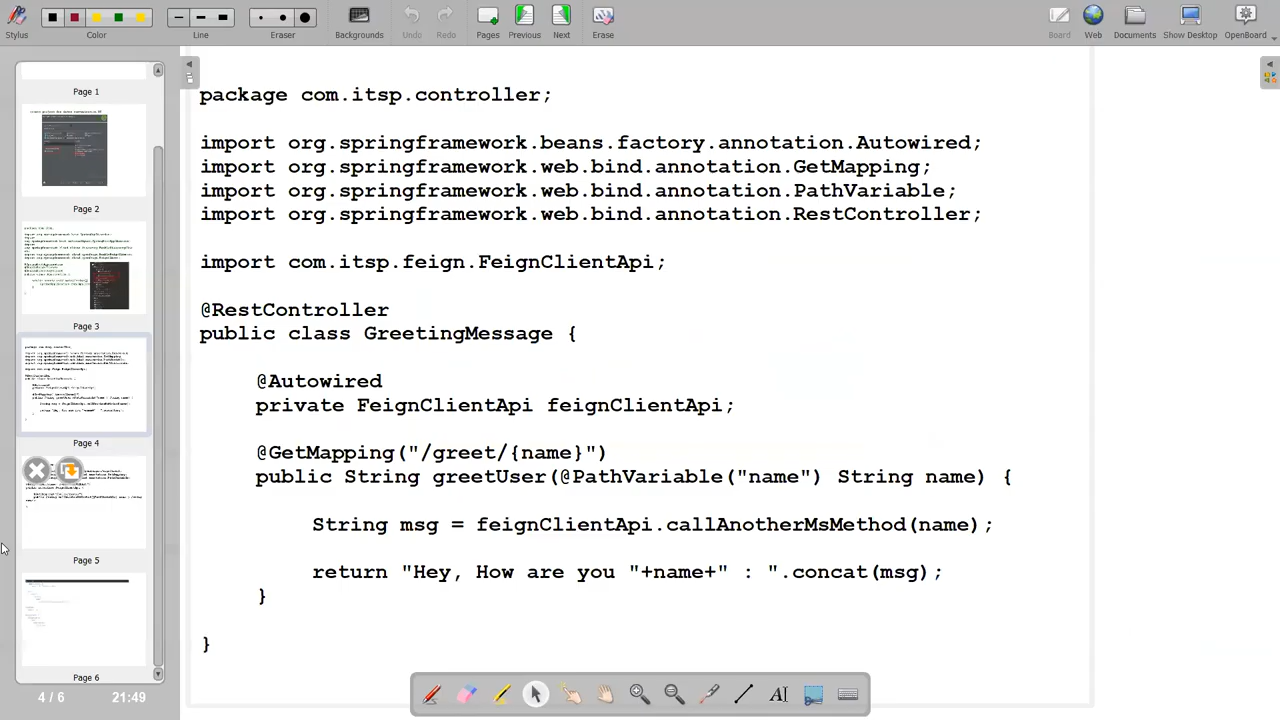 Stylus
Color
Line
Eraser
Backgrounds
Undo
Redo
Pages
Previous
Next
Erase
Board
Web
Documents
Show Desktop
OpenBoard
Page 1
Page 2
Page 3
Page 4
Page 5
Page 6
4 / 6
21:49
package com.itsp.controller;
import org.springframework.beans.factory.annotation.Autowired;
import org.springframework.web.bind.annotation.GetMapping;
import org.springframework.web.bind.annotation.PathVariable;
import org.springframework.web.bind.annotation.RestController;
import com.itsp.feign.FeignClientApi;
@RestController
public class GreetingMessage {
@Autowired
private FeignClientApi feignClientApi;
@GetMapping("/greet/{name}")
public String greetUser(@PathVariable("name") String name) {
String msg = feignClientApi.callAnotherMsMethod(name);
return "Hey, How are you "+name+" : ".concat(msg);
}
}